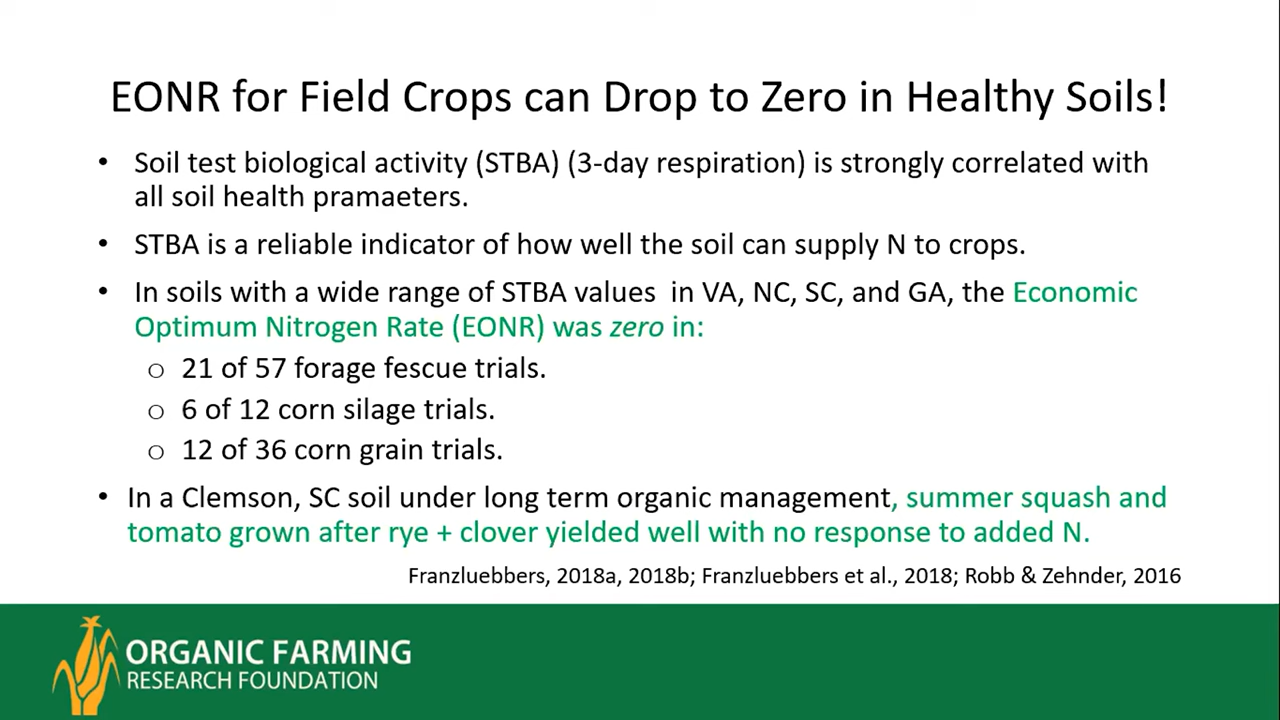 EONR for Field Crops can Drop to Zero in Healthy Soils!
• Soil test biological activity (STBA) (3-day respiration) is strongly correlated with
all soil health pramaeters.
• STBA is a reliable indicator of how well the soil can supply N to crops.
• In soils with a wide range of STBA values in VA, NC, SC, and GA, the Economic
Optimum Nitrogen Rate (EONR) was zero in:
o 21 of 57 forage fescue trials.
o 6 of 12 corn silage trials.
o 12 of 36 corn grain trials.
• In a Clemson, SC soil under long term organic management, summer squash and
tomato grown after rye + clover yielded well with no response to added N.
Franzluebbers, 2018a, 2018b; Franzluebbers et al., 2018; Robb & Zehnder, 2016
ORGANIC FARMING
RESEARCH FOUNDATION